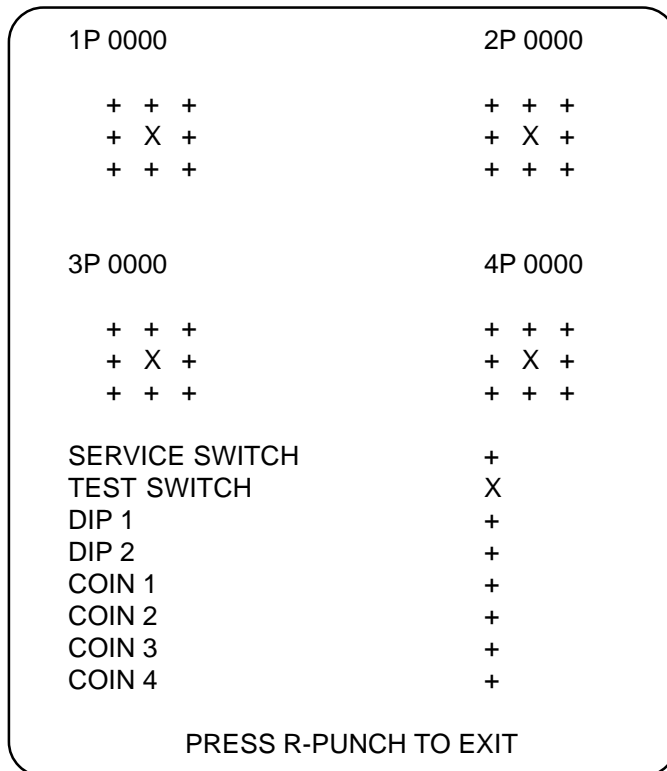 1P 0000 2P 0000
+ + + + + +
+ X + + X +
+ + + + + +
3P 0000 4P 0000
+ + + + + +
+ X + + X +
+ + + + + +
SERVICE SWITCH +
TEST SWITCH X
DIP 1 +
DIP 2 +
COIN 1 +
COIN 2 +
COIN 3 +
COIN 4 +
PRESS R-PUNCH TO EXIT